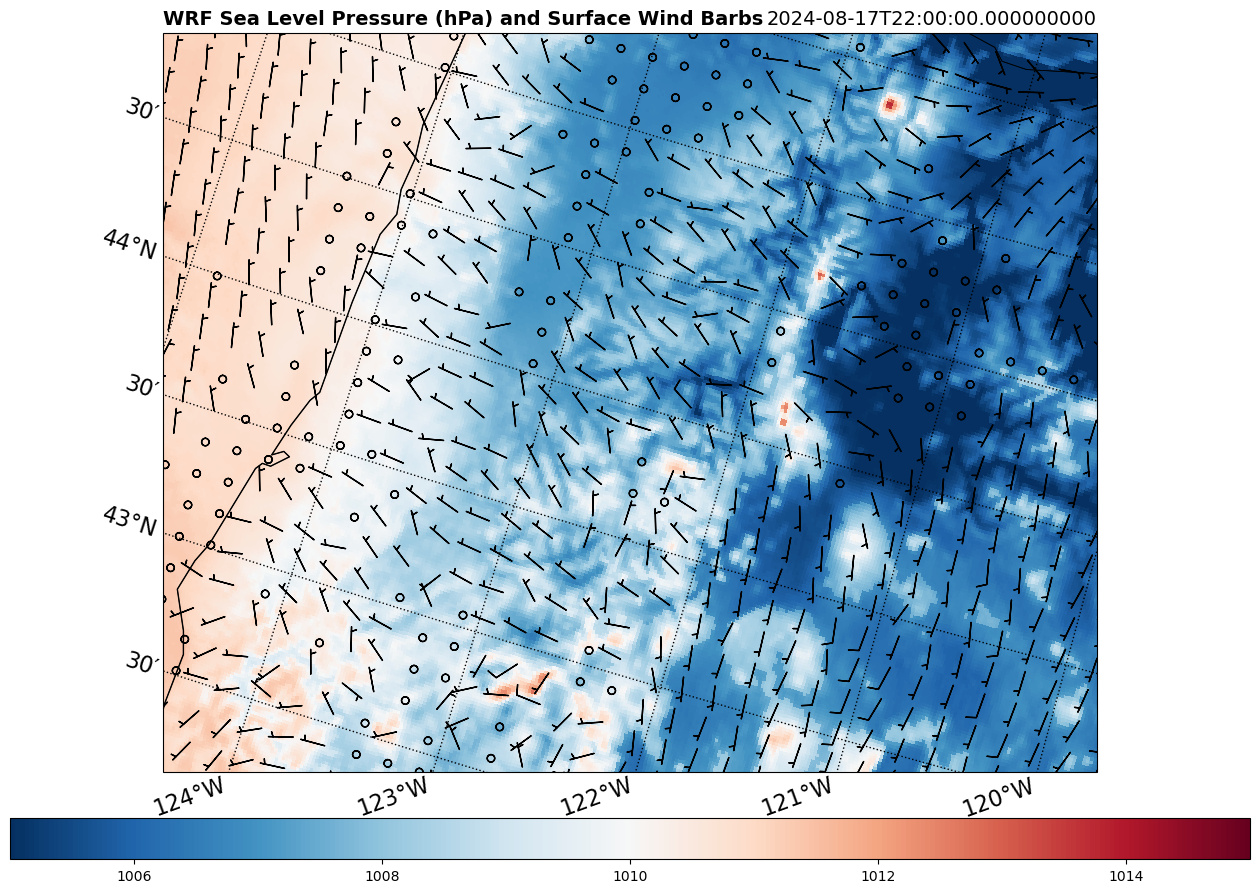 WRF Sea Level Pressure (hPa) and Surface Wind Barbs 2024-08-17T22:00:00.000000000
30′
44°N
30′
43°N
30′
124°W 123°W 122°W 121°W 120°W
1006 1008 1010 1012 1014